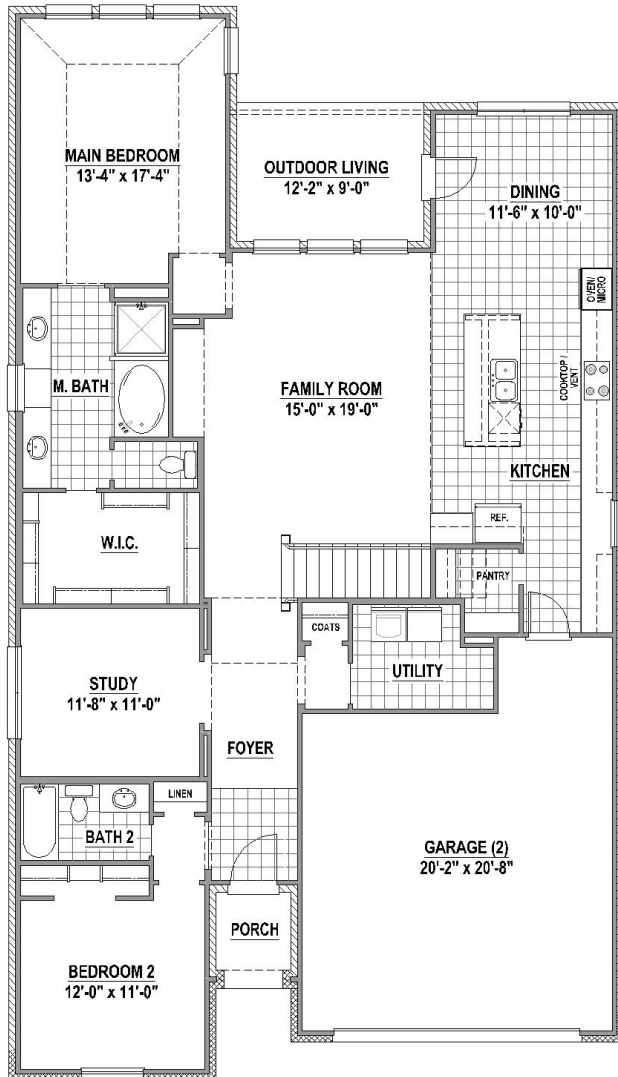 MAIN BEDROOM
13'-4" x 17'-4"
OUTDOOR LIVING
12'-2" x 9'-0"
DINING
11'-6" x 10'-0"
OVEN/
MICRO
COOKTOP /
VENT
M. BATH
FAMILY ROOM
15'-0" x 19'-0"
KITCHEN
REF.
W.I.C.
PANTRY
COATS
UTILITY
STUDY
11'-8" x 11'-0"
FOYER
LINEN
BATH 2
GARAGE (2)
20'-2" x 20'-8"
PORCH
BEDROOM 2
12'-0" x 11'-0"